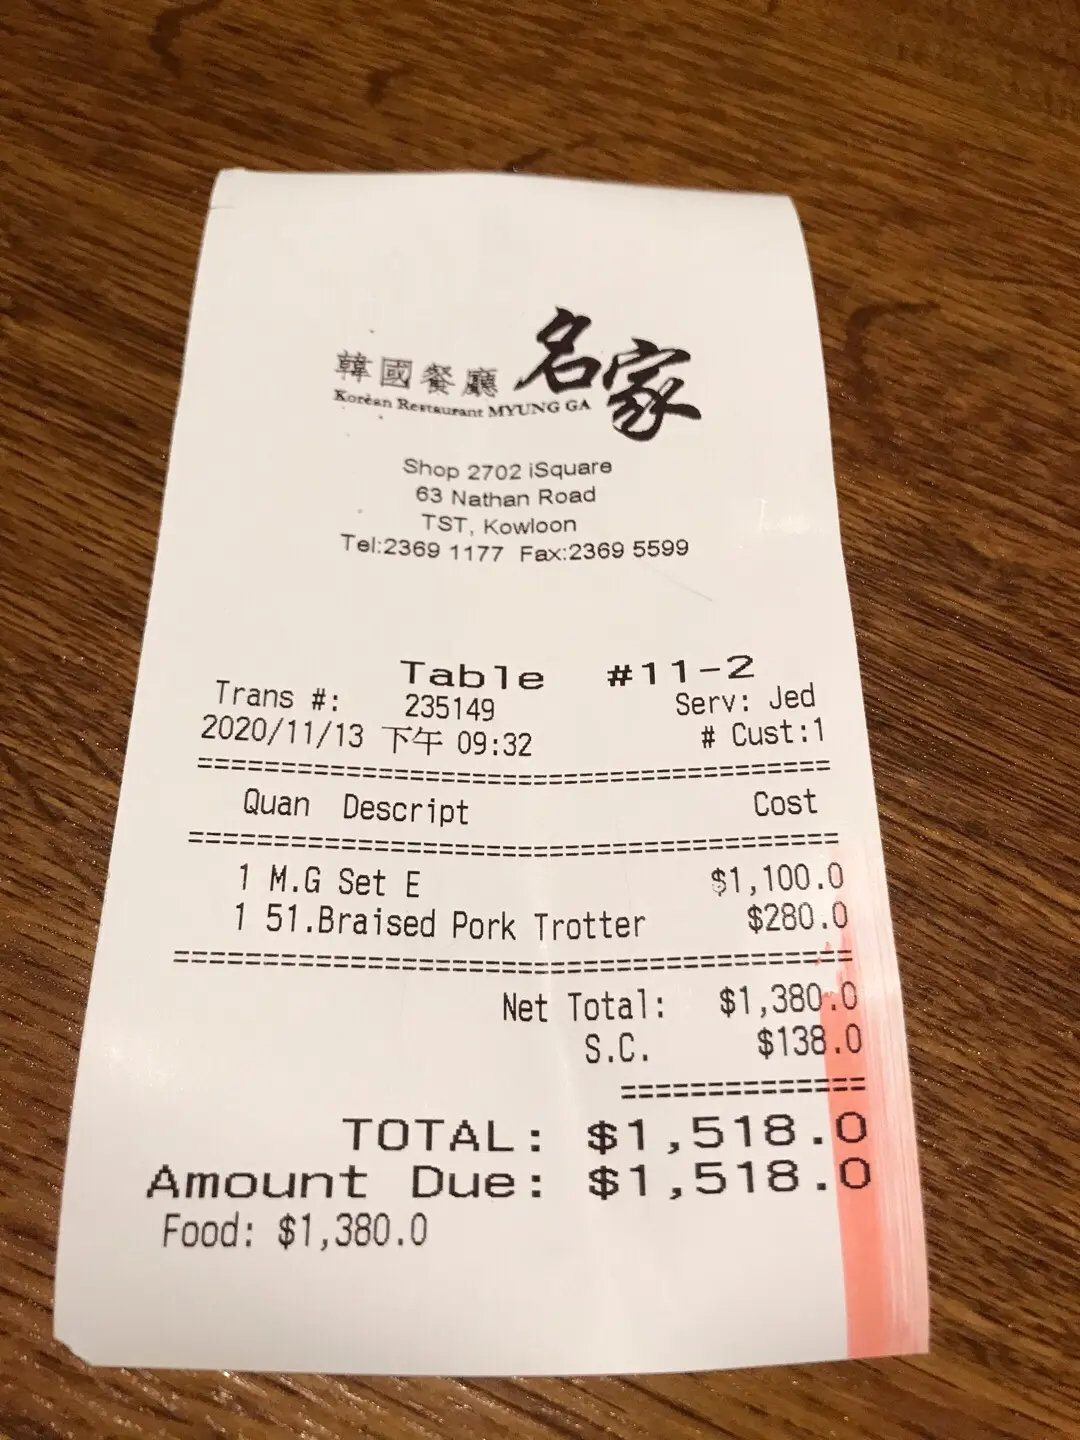 韓國餐廳 名家
Korean Restaurant MYUNG GA
Shop 2702 iSquare
63 Nathan Road
TST, Kowloon
Tel:2369 1177 Fax:2369 5599
Table #11-2
Trans #: 235149 Serv: Jed
2020/11/13 下午 09:32 # Cust:1
=====================================
Quan Descript Cost
=====================================
1 M.G Set E $1,100.0
1 51.Braised Pork Trotter $280.0
=====================================
Net Total: $1,380.0
S.C. $138.0
==============
TOTAL: $1,518.0
Amount Due: $1,518.0
Food: $1,380.0